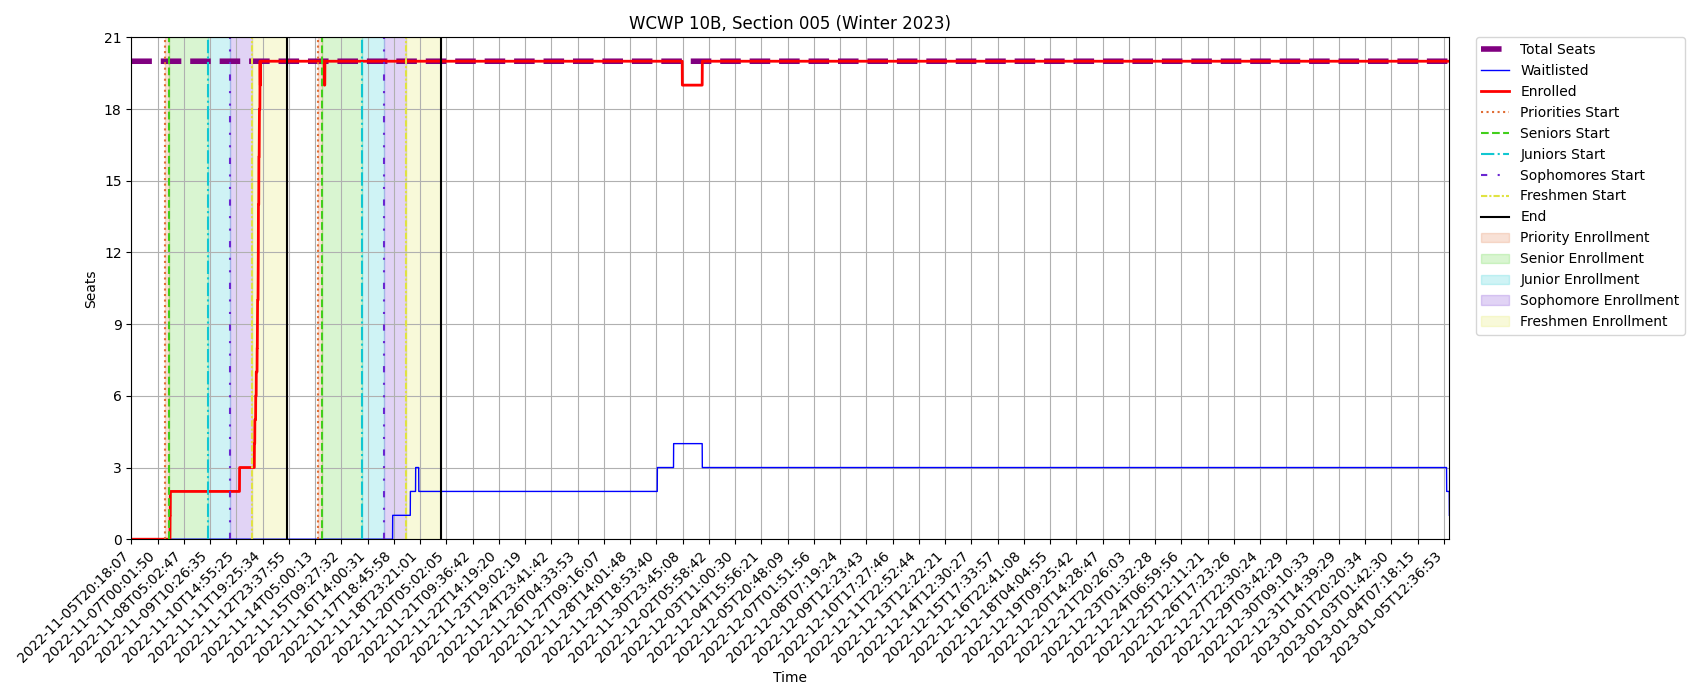 WCWP 10B, Section 005 (Winter 2023)
21
18
15
12
9
6
3
0
Seats
2022-11-05T20:18:07
2022-11-07T00:01:50
2022-11-08T05:02:47
2022-11-09T10:26:35
2022-11-10T14:55:25
2022-11-11T19:25:34
2022-11-12T23:37:55
2022-11-14T05:00:13
2022-11-15T09:27:32
2022-11-16T14:00:31
2022-11-17T18:45:58
2022-11-18T23:21:01
2022-11-20T05:02:05
2022-11-21T09:36:42
2022-11-22T14:19:20
2022-11-23T19:02:19
2022-11-24T23:41:42
2022-11-26T04:33:53
2022-11-27T09:16:07
2022-11-28T14:01:48
2022-11-29T18:53:40
2022-11-30T23:45:08
2022-12-02T05:58:42
2022-12-03T11:00:30
2022-12-04T15:56:21
2022-12-05T20:48:09
2022-12-07T01:51:56
2022-12-08T07:19:24
2022-12-09T12:23:43
2022-12-10T17:27:46
2022-12-11T22:52:44
2022-12-13T12:22:21
2022-12-14T12:30:27
2022-12-15T17:33:57
2022-12-16T22:41:08
2022-12-18T04:04:55
2022-12-19T09:25:42
2022-12-20T14:28:47
2022-12-21T20:26:03
2022-12-23T01:32:28
2022-12-24T06:59:56
2022-12-25T12:11:21
2022-12-26T17:23:26
2022-12-27T22:30:24
2022-12-29T03:42:29
2022-12-30T09:10:33
2022-12-31T14:39:29
2023-01-01T20:20:34
2023-01-03T01:42:30
2023-01-04T07:18:15
2023-01-05T12:36:53
Time
Total Seats
Waitlisted
Enrolled
Priorities Start
Seniors Start
Juniors Start
Sophomores Start
Freshmen Start
End
Priority Enrollment
Senior Enrollment
Junior Enrollment
Sophomore Enrollment
Freshmen Enrollment